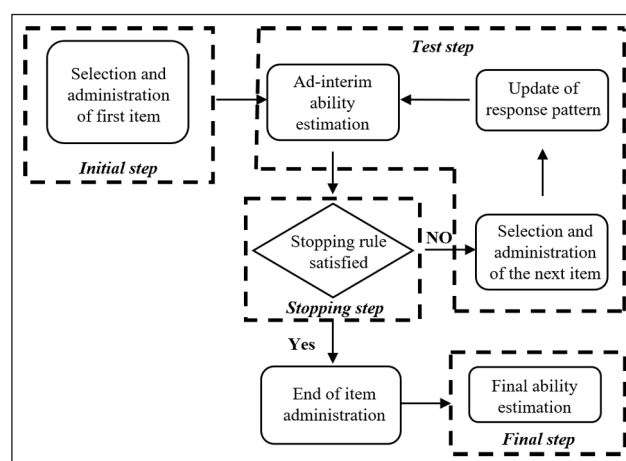 Selection and
administration
of first item
Initial step
Test step
Ad-interim
ability
estimation
Update of
response pattern
Stopping rule
satisfied
NO
Selection and
administration
of the next item
Stopping step
Yes
End of item
administration
Final ability
estimation
Final step